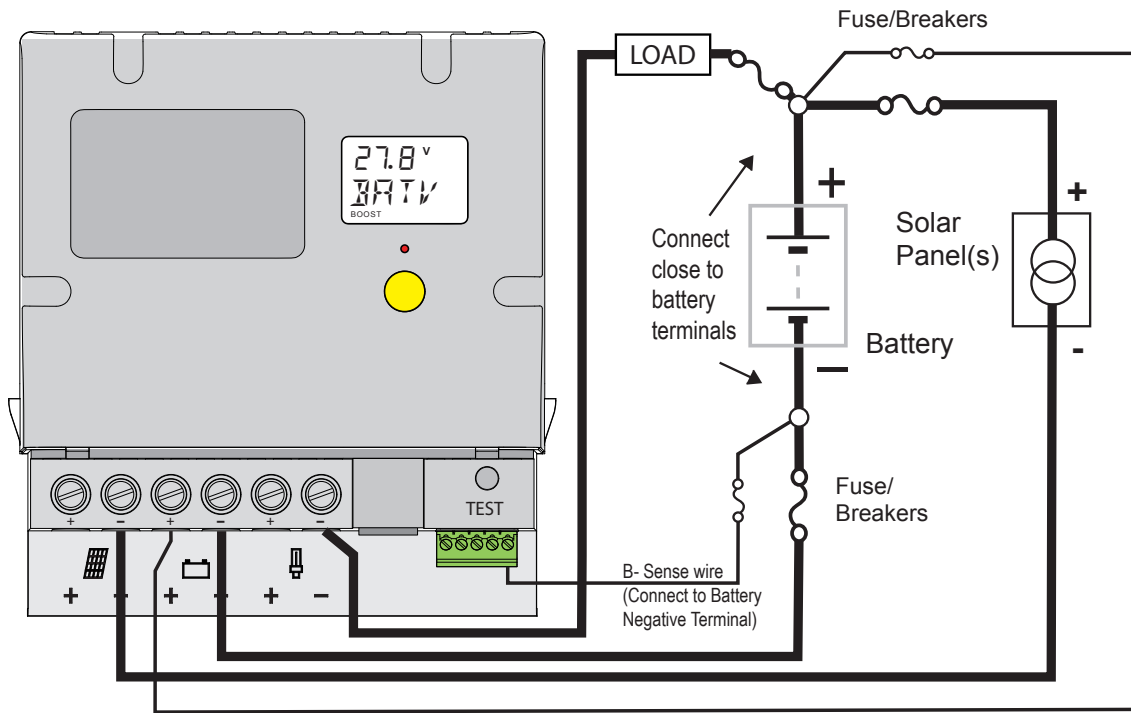 Fuse/Breakers
LOAD
27.8 v
BATV
BOOST
+
+
Solar
Panel(s)
Connect
close to
battery
terminals
Battery
-
−
Fuse/
Breakers
TEST
+ − + − + −
B- Sense wire
(Connect to Battery
Negative Terminal)
+ − + − + −